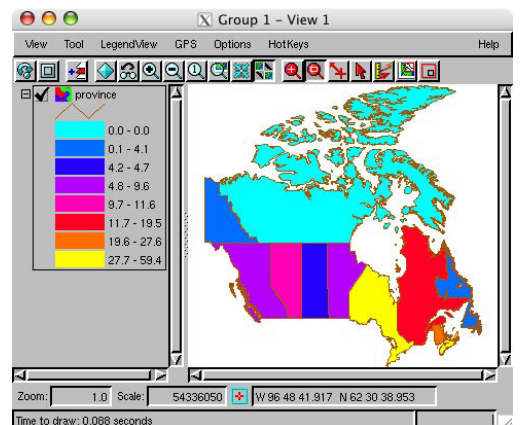 Group 1 - View 1
View Tool LegendView GPS Options HotKeys Help
province
0.0 - 0.0
0.1 - 4.1
4.2 - 4.7
4.8 - 9.6
9.7 - 11.6
11.7 - 19.5
19.6 - 27.6
27.7 - 59.4
Zoom: 1.0 Scale: 54336050 W 96 48 41.917 N 62 30 38.953
Time to draw: 0.088 seconds